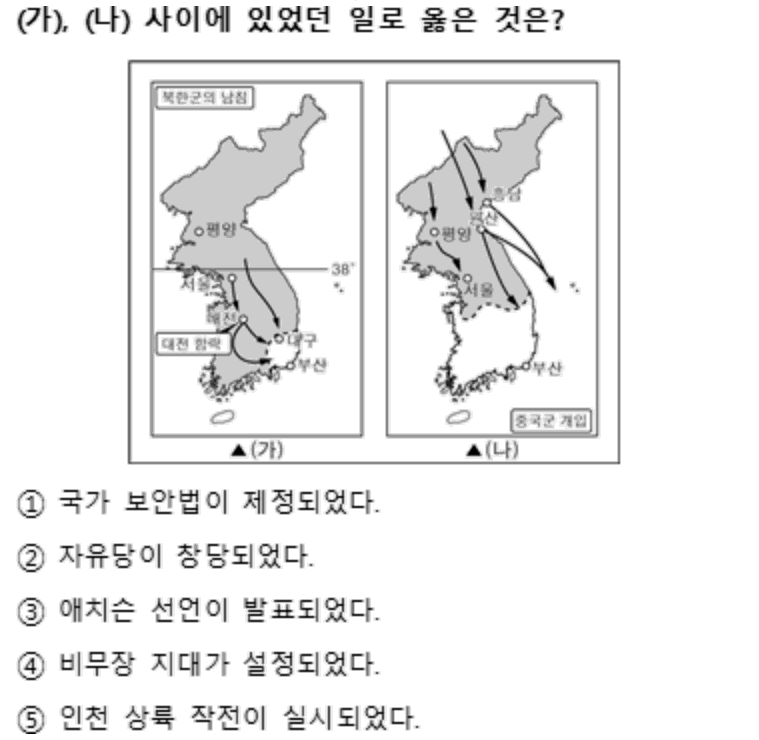 (가), (나) 사이에 있었던 일로 옳은 것은?
북한군의 남침
평양
38°
서울
대전
대전 함락
대구
부산
▲(가)
흥남
원산
평양
서울
부산
중국군 개입
▲(나)
① 국가 보안법이 제정되었다.
② 자유당이 창당되었다.
③ 애치슨 선언이 발표되었다.
④ 비무장 지대가 설정되었다.
⑤ 인천 상륙 작전이 실시되었다.